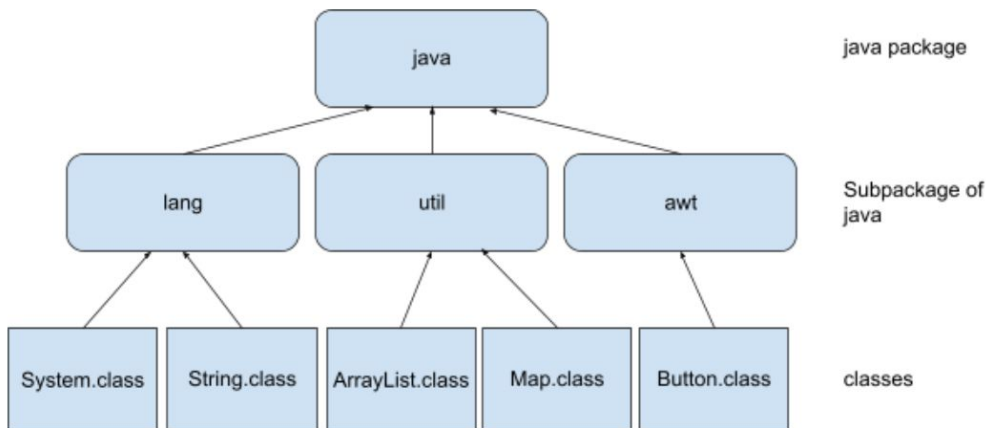 java
java package
lang
util
awt
Subpackage of
java
System.class
String.class
ArrayList.class
Map.class
Button.class
classes